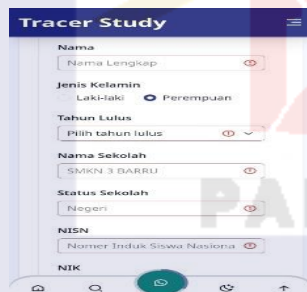 Tracer Study
Nama
Nama Lengkap
Jenis Kelamin
Laki-laki Perempuan
Tahun Lulus
Pilih tahun lulus
Nama Sekolah
SMKN 3 BARRU
Status Sekolah
Negeri
NISN
Nomer Induk Siswa Nasiona
NIK